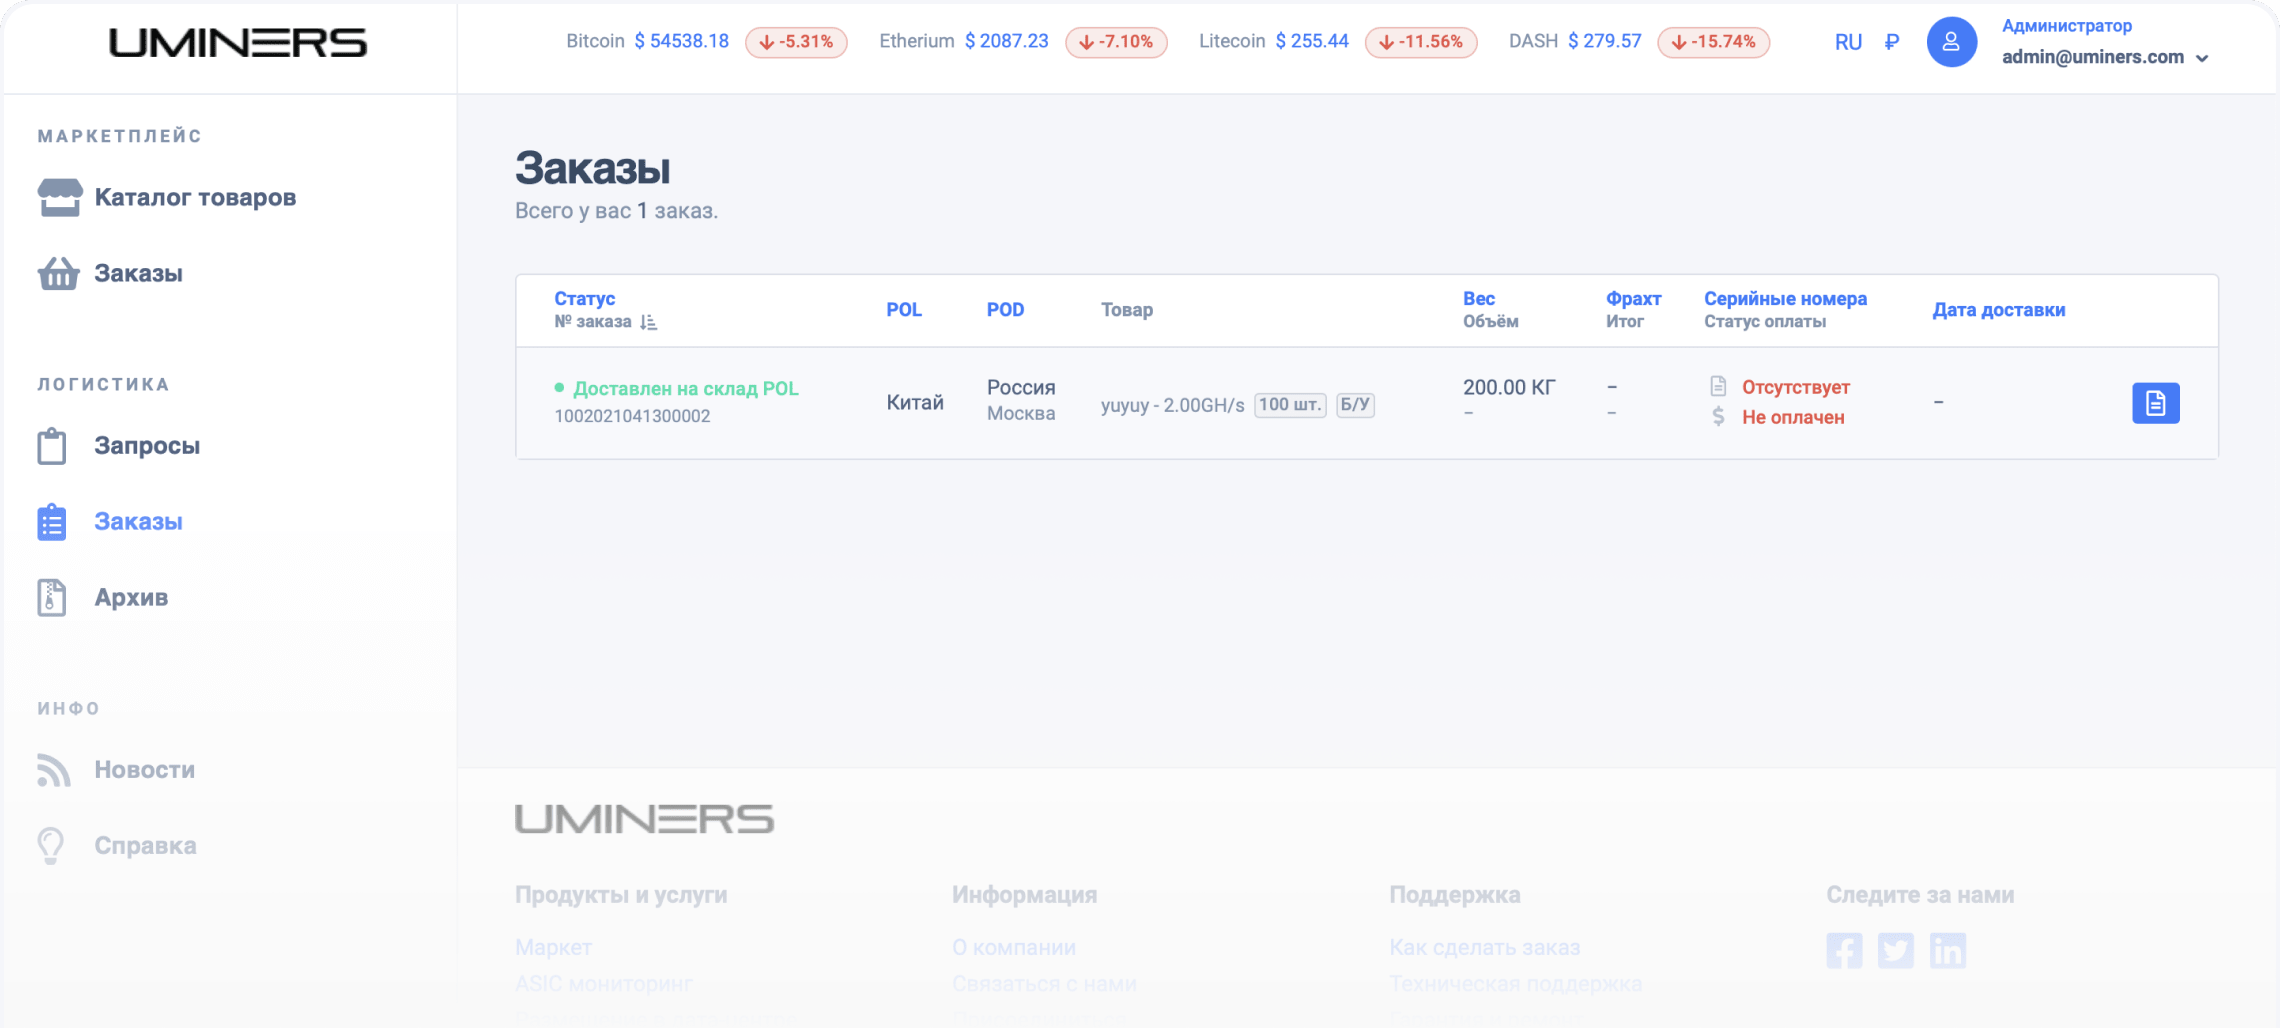 UMINERS
Bitcoin $ 54538.18 -5.31% Etherium $ 2087.23 -7.10% Litecoin $ 255.44 -11.56% DASH $ 279.57 -15.74%
RU ₽
Администратор
admin@uminers.com
МАРКЕТПЛЕЙС
Каталог товаров
Заказы
ЛОГИСТИКА
Запросы
Заказы
Архив
ИНФО
Новости
Справка
Заказы
Всего у вас 1 заказ.
Статус
№ заказа
POL
POD
Товар
Вес
Объём
Фрахт
Итог
Серийные номера
Статус оплаты
Дата доставки
Доставлен на склад POL
1002021041300002
Китай
Россия
Москва
yuyuy - 2.00GH/s 100 шт. Б/У
200.00 КГ
–
–
–
Отсутствует
Не оплачен
–
UMINERS
Продукты и услуги
Маркет
ASIC мониторинг
Информация
О компании
Связаться с нами
Поддержка
Как сделать заказ
Техническая поддержка
Следите за нами